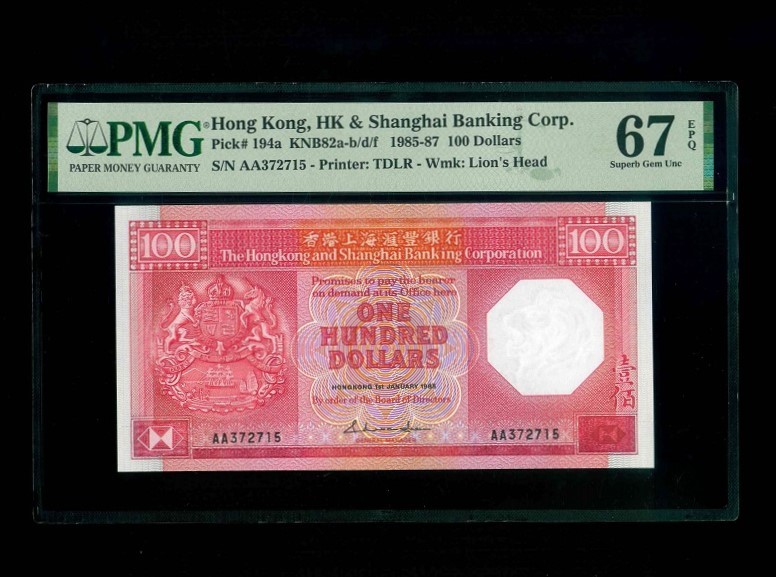 PMG®
PAPER MONEY GUARANTY
Hong Kong, HK & Shanghai Banking Corp.
Pick# 194a KNB82a-b/d/f 1985-87 100 Dollars
S/N AA372715 - Printer: TDLR - Wmk: Lion's Head
67
EPQ
Superb Gem Unc
100
香港上海滙豐銀行
100
The Hongkong and Shanghai Banking Corporation
Promises to pay the bearer
on demand at its Office here
ONE
HUNDRED
DOLLARS
HONGKONG 1st JANUARY 1985
By order of the Board of Directors
壹佰
AA372715
GENERAL MANAGER
AA372715